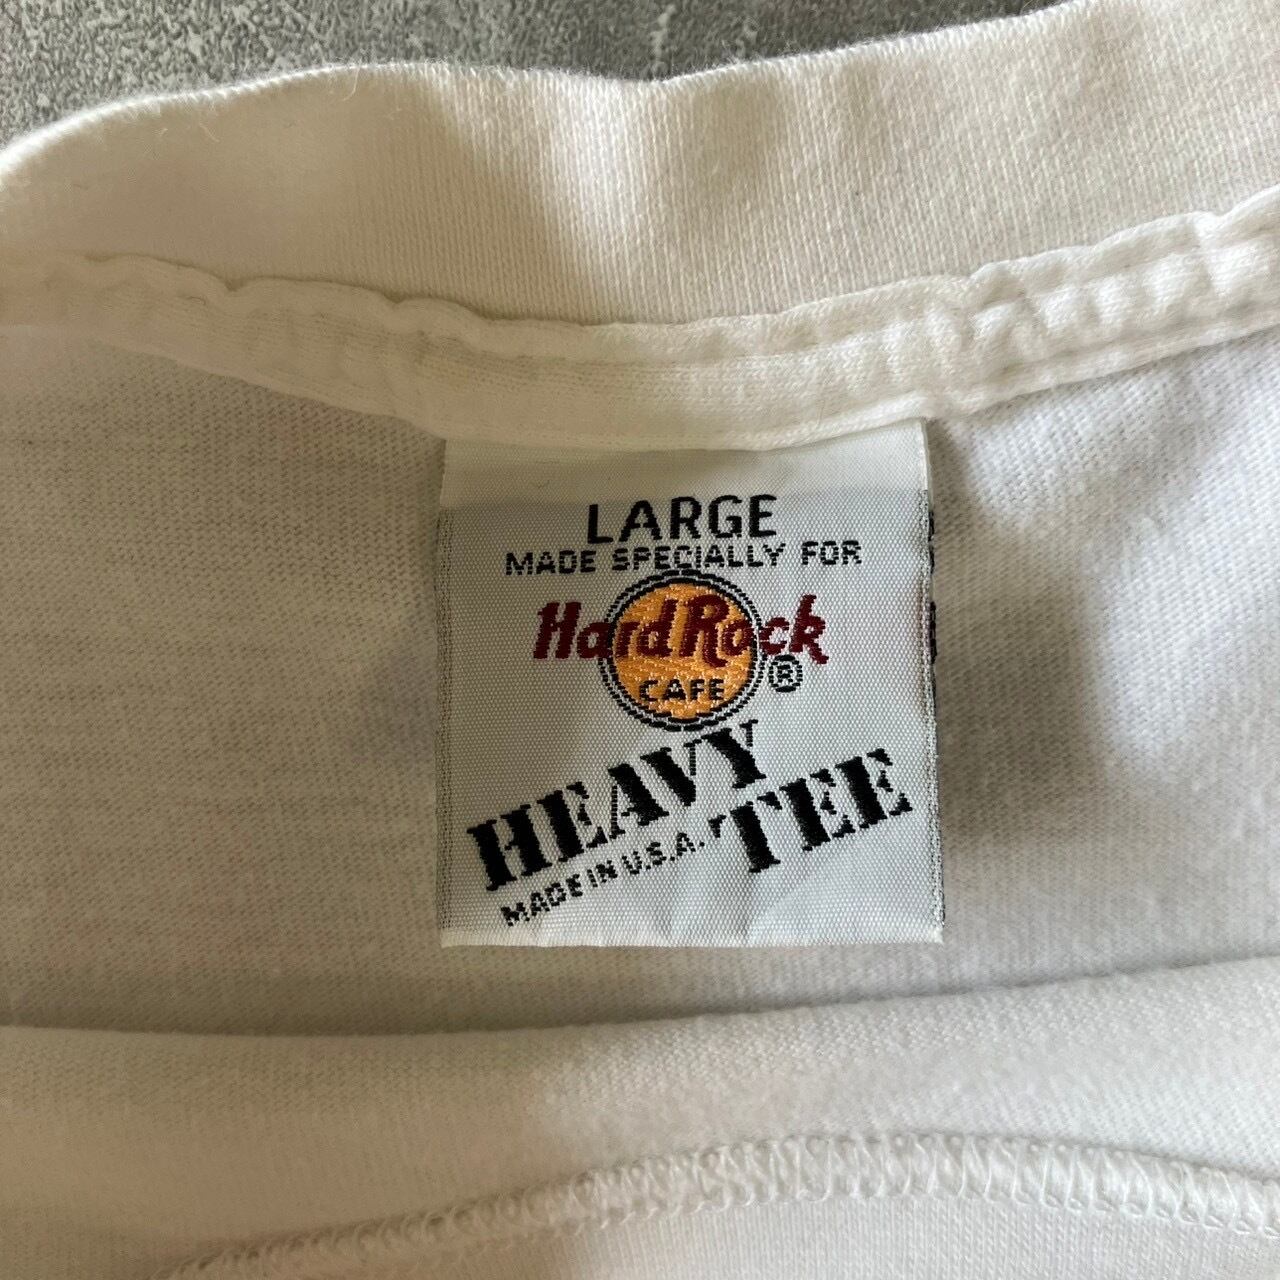 LARGE
MADE SPECIALLY FOR
Hard Rock
CAFE ®
HEAVY
TEE
MADE IN U.S.A.